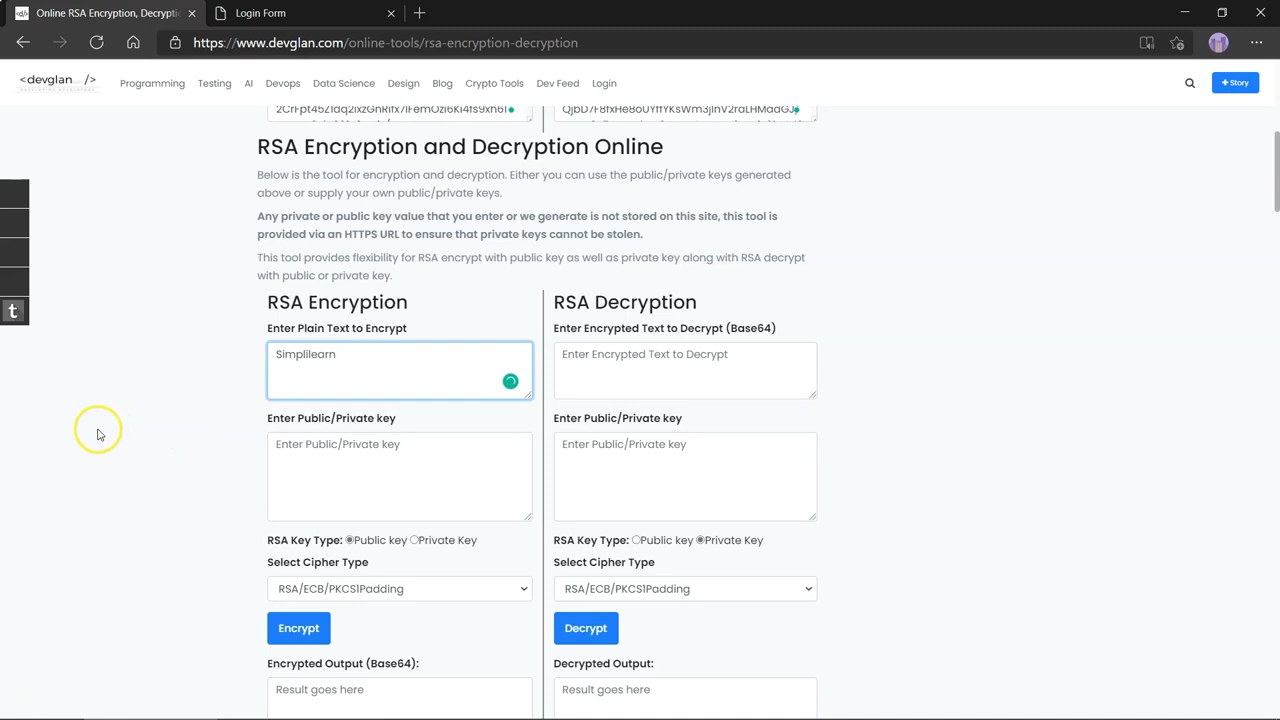 Online RSA Encryption, Decrypti
Login Form
https://www.devglan.com/online-tools/rsa-encryption-decryption
<devglan />
Programming
Testing
AI
Devops
Data Science
Design
Blog
Crypto Tools
Dev Feed
Login
+ Story
RSA Encryption and Decryption Online
Below is the tool for encryption and decryption. Either you can use the public/private keys generated
above or supply your own public/private keys.
Any private or public key value that you enter or we generate is not stored on this site, this tool is
provided via an HTTPS URL to ensure that private keys cannot be stolen.
This tool provides flexibility for RSA encrypt with public key as well as private key along with RSA decrypt
with public or private key.
t
RSA Encryption
Enter Plain Text to Encrypt
Simplilearn
Enter Public/Private key
Enter Public/Private key
RSA Key Type: Public key Private Key
Select Cipher Type
RSA/ECB/PKCS1Padding
Encrypt
Encrypted Output (Base64):
Result goes here
RSA Decryption
Enter Encrypted Text to Decrypt (Base64)
Enter Encrypted Text to Decrypt
Enter Public/Private key
Enter Public/Private key
RSA Key Type: Public key Private Key
Select Cipher Type
RSA/ECB/PKCS1Padding
Decrypt
Decrypted Output:
Result goes here